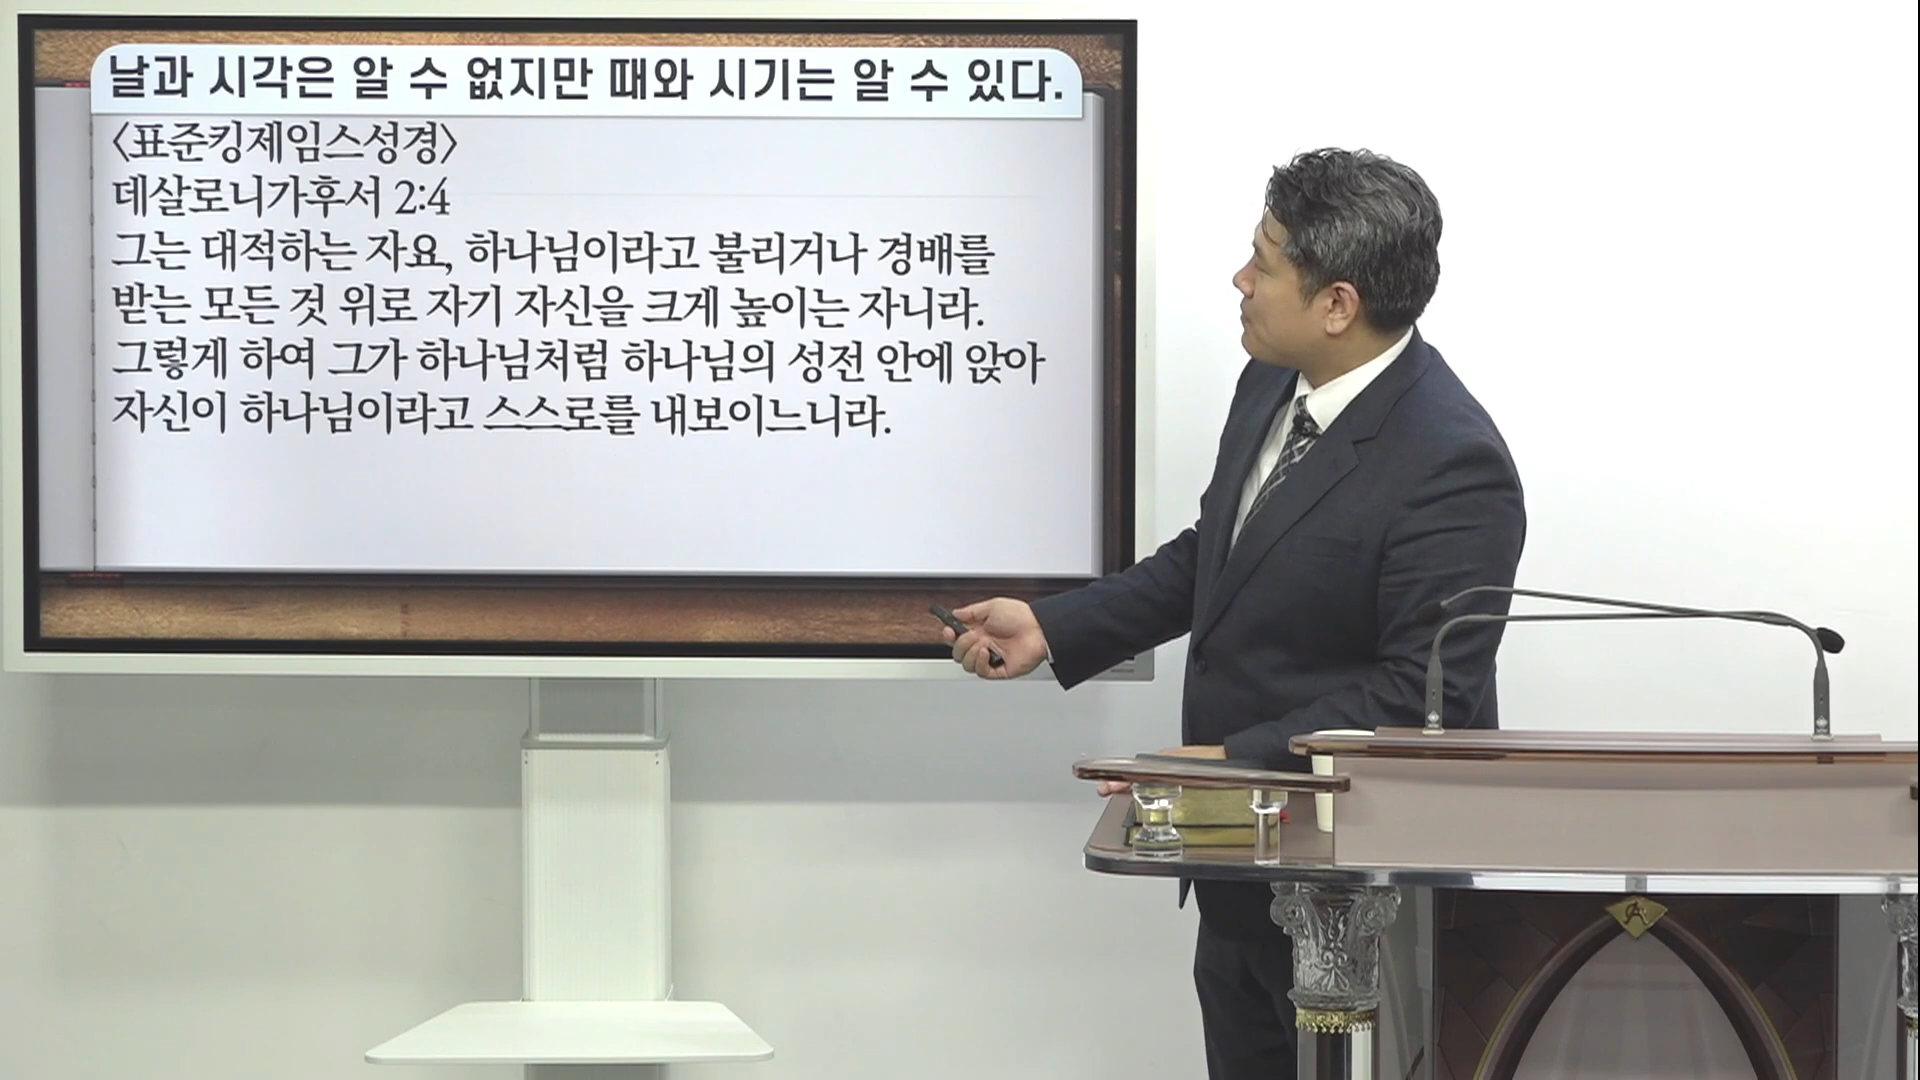 날과 시각은 알 수 없지만 때와 시기는 알 수 있다.
<표준킹제임스성경>
데살로니가후서 2:4
그는 대적하는 자요, 하나님이라고 불리거나 경배를
받는 모든 것 위로 자기 자신을 크게 높이는 자니라.
그렇게 하여 그가 하나님처럼 하나님의 성전 안에 앉아
자신이 하나님이라고 스스로를 내보이느니라.